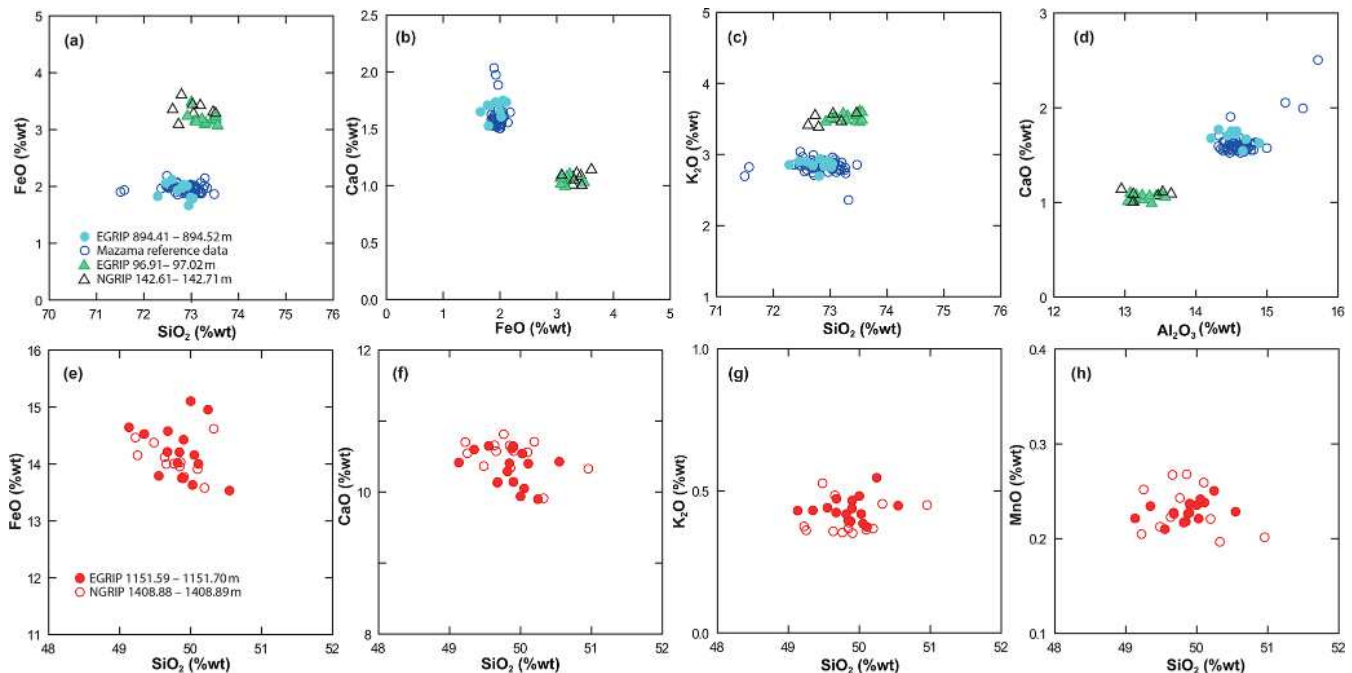 (a)
FeO (%wt)
5
4
3
2
1
0
70 71 72 73 74 75 76
SiO₂ (%wt)
EGRIP 894.41 – 894.52 m
Mazama reference data
EGRIP 96.91 – 97.02 m
NGRIP 142.61 – 142.71 m
(b)
CaO (%wt)
2.5
2.0
1.5
1.0
0.5
0.0
0 1 2 3 4 5
FeO (%wt)
(c)
K₂O (%wt)
5
4
3
2
1
71 72 73 74 75 76
SiO₂ (%wt)
(d)
CaO (%wt)
3
2
1
0
12 13 14 15 16
Al₂O₃ (%wt)
(e)
FeO (%wt)
16
15
14
13
12
11
48 49 50 51 52
SiO₂ (%wt)
EGRIP 1151.59 – 1151.70 m
NGRIP 1408.88 – 1408.89 m
(f)
CaO (%wt)
12
10
8
48 49 50 51 52
SiO₂ (%wt)
(g)
K₂O (%wt)
1.0
0.5
0.0
48 49 50 51 52
SiO₂ (%wt)
(h)
MnO (%wt)
0.4
0.3
0.2
0.1
48 49 50 51 52
SiO₂ (%wt)